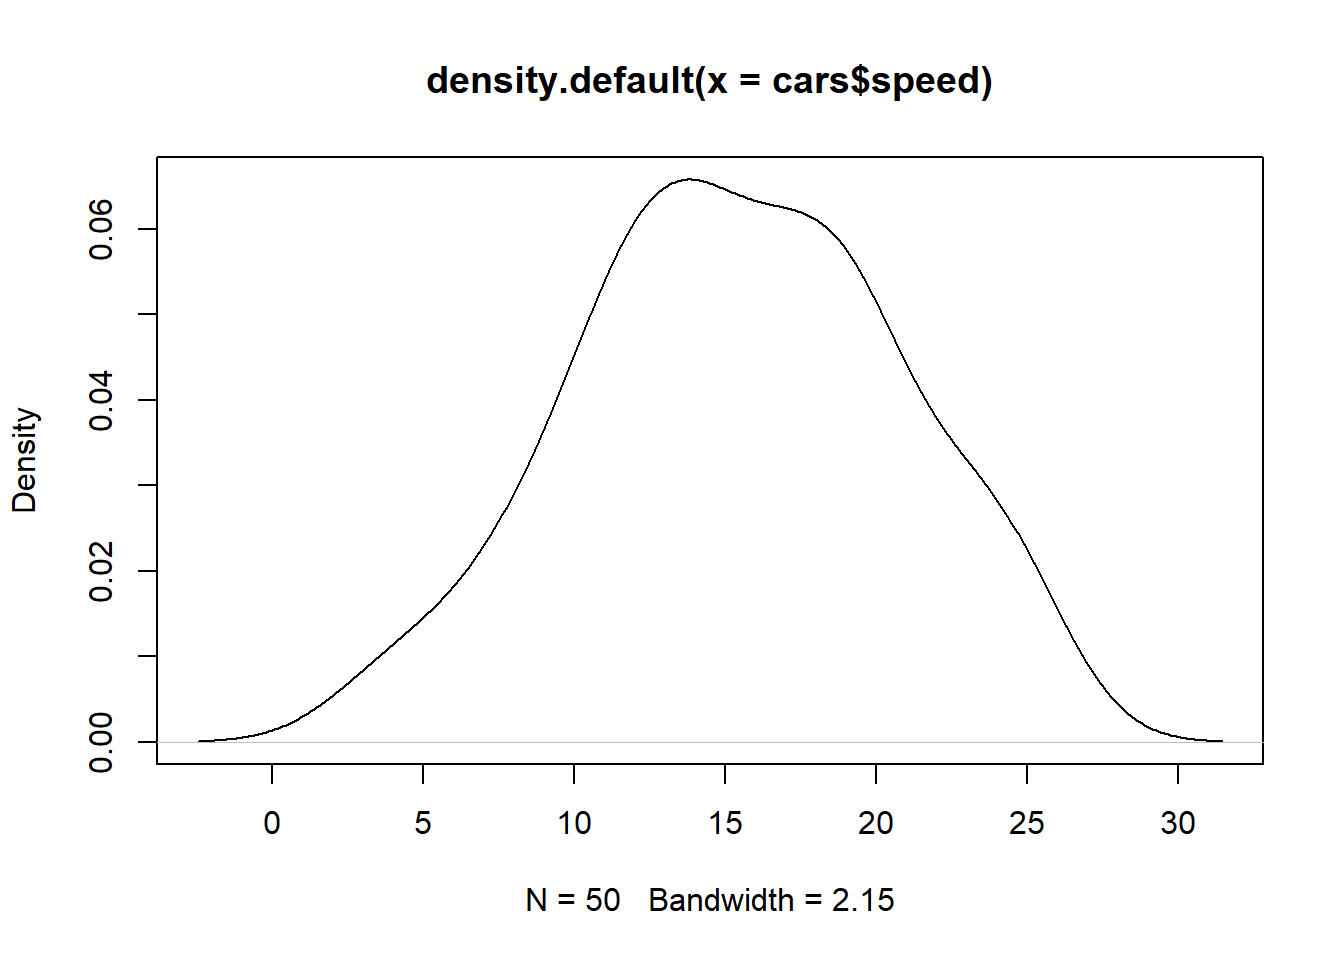 density.default(x = cars$speed)
Density
0.06
0.04
0.02
0.00
0 5 10 15 20 25 30
N = 50 Bandwidth = 2.15